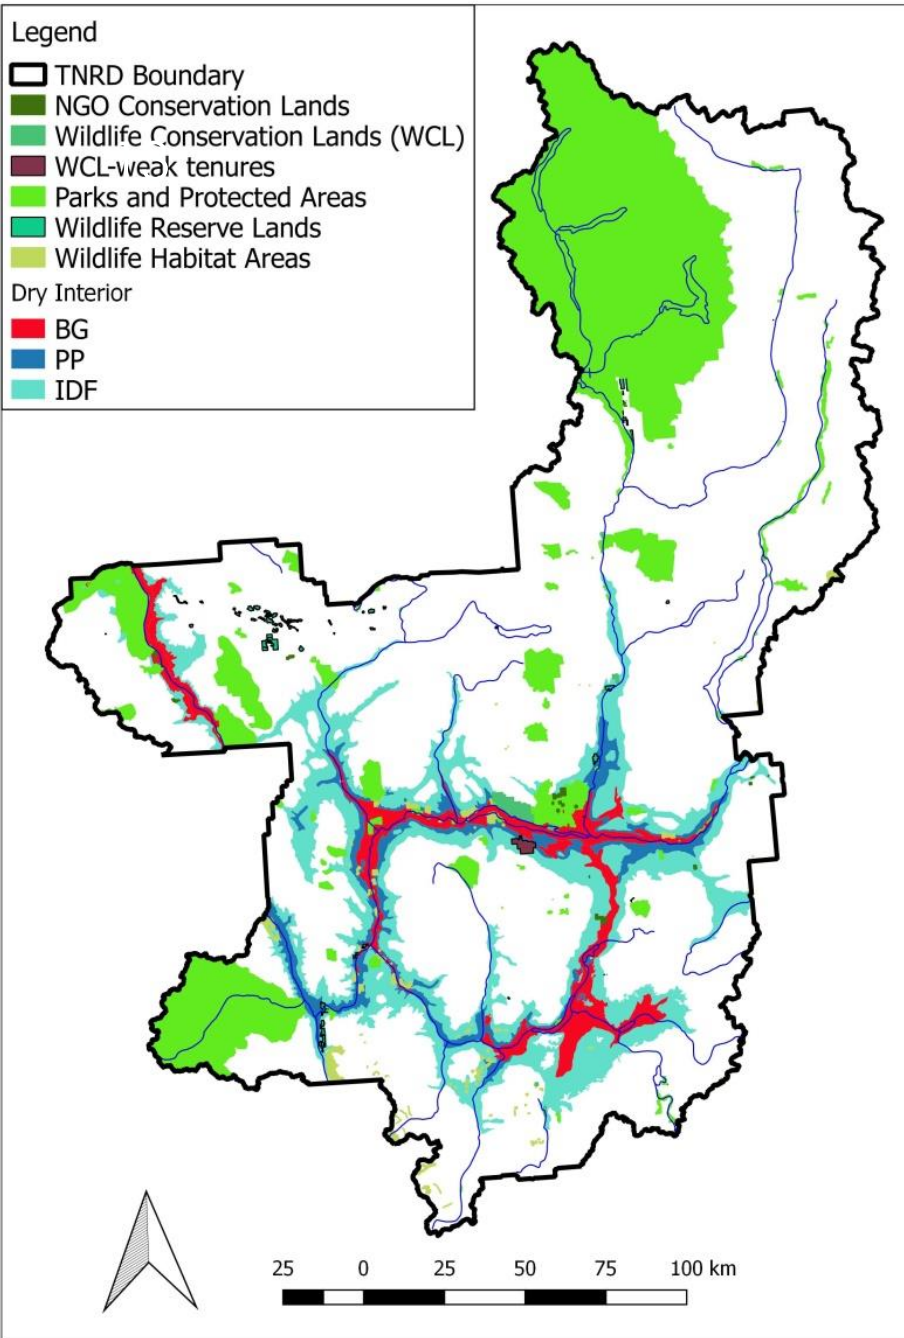 Legend
TNRD Boundary
NGO Conservation Lands
Wildlife Conservation Lands (WCL)
WCL-weak tenures
Parks and Protected Areas
Wildlife Reserve Lands
Wildlife Habitat Areas
Dry Interior
BG
PP
IDF
25 0 25 50 75 100 km